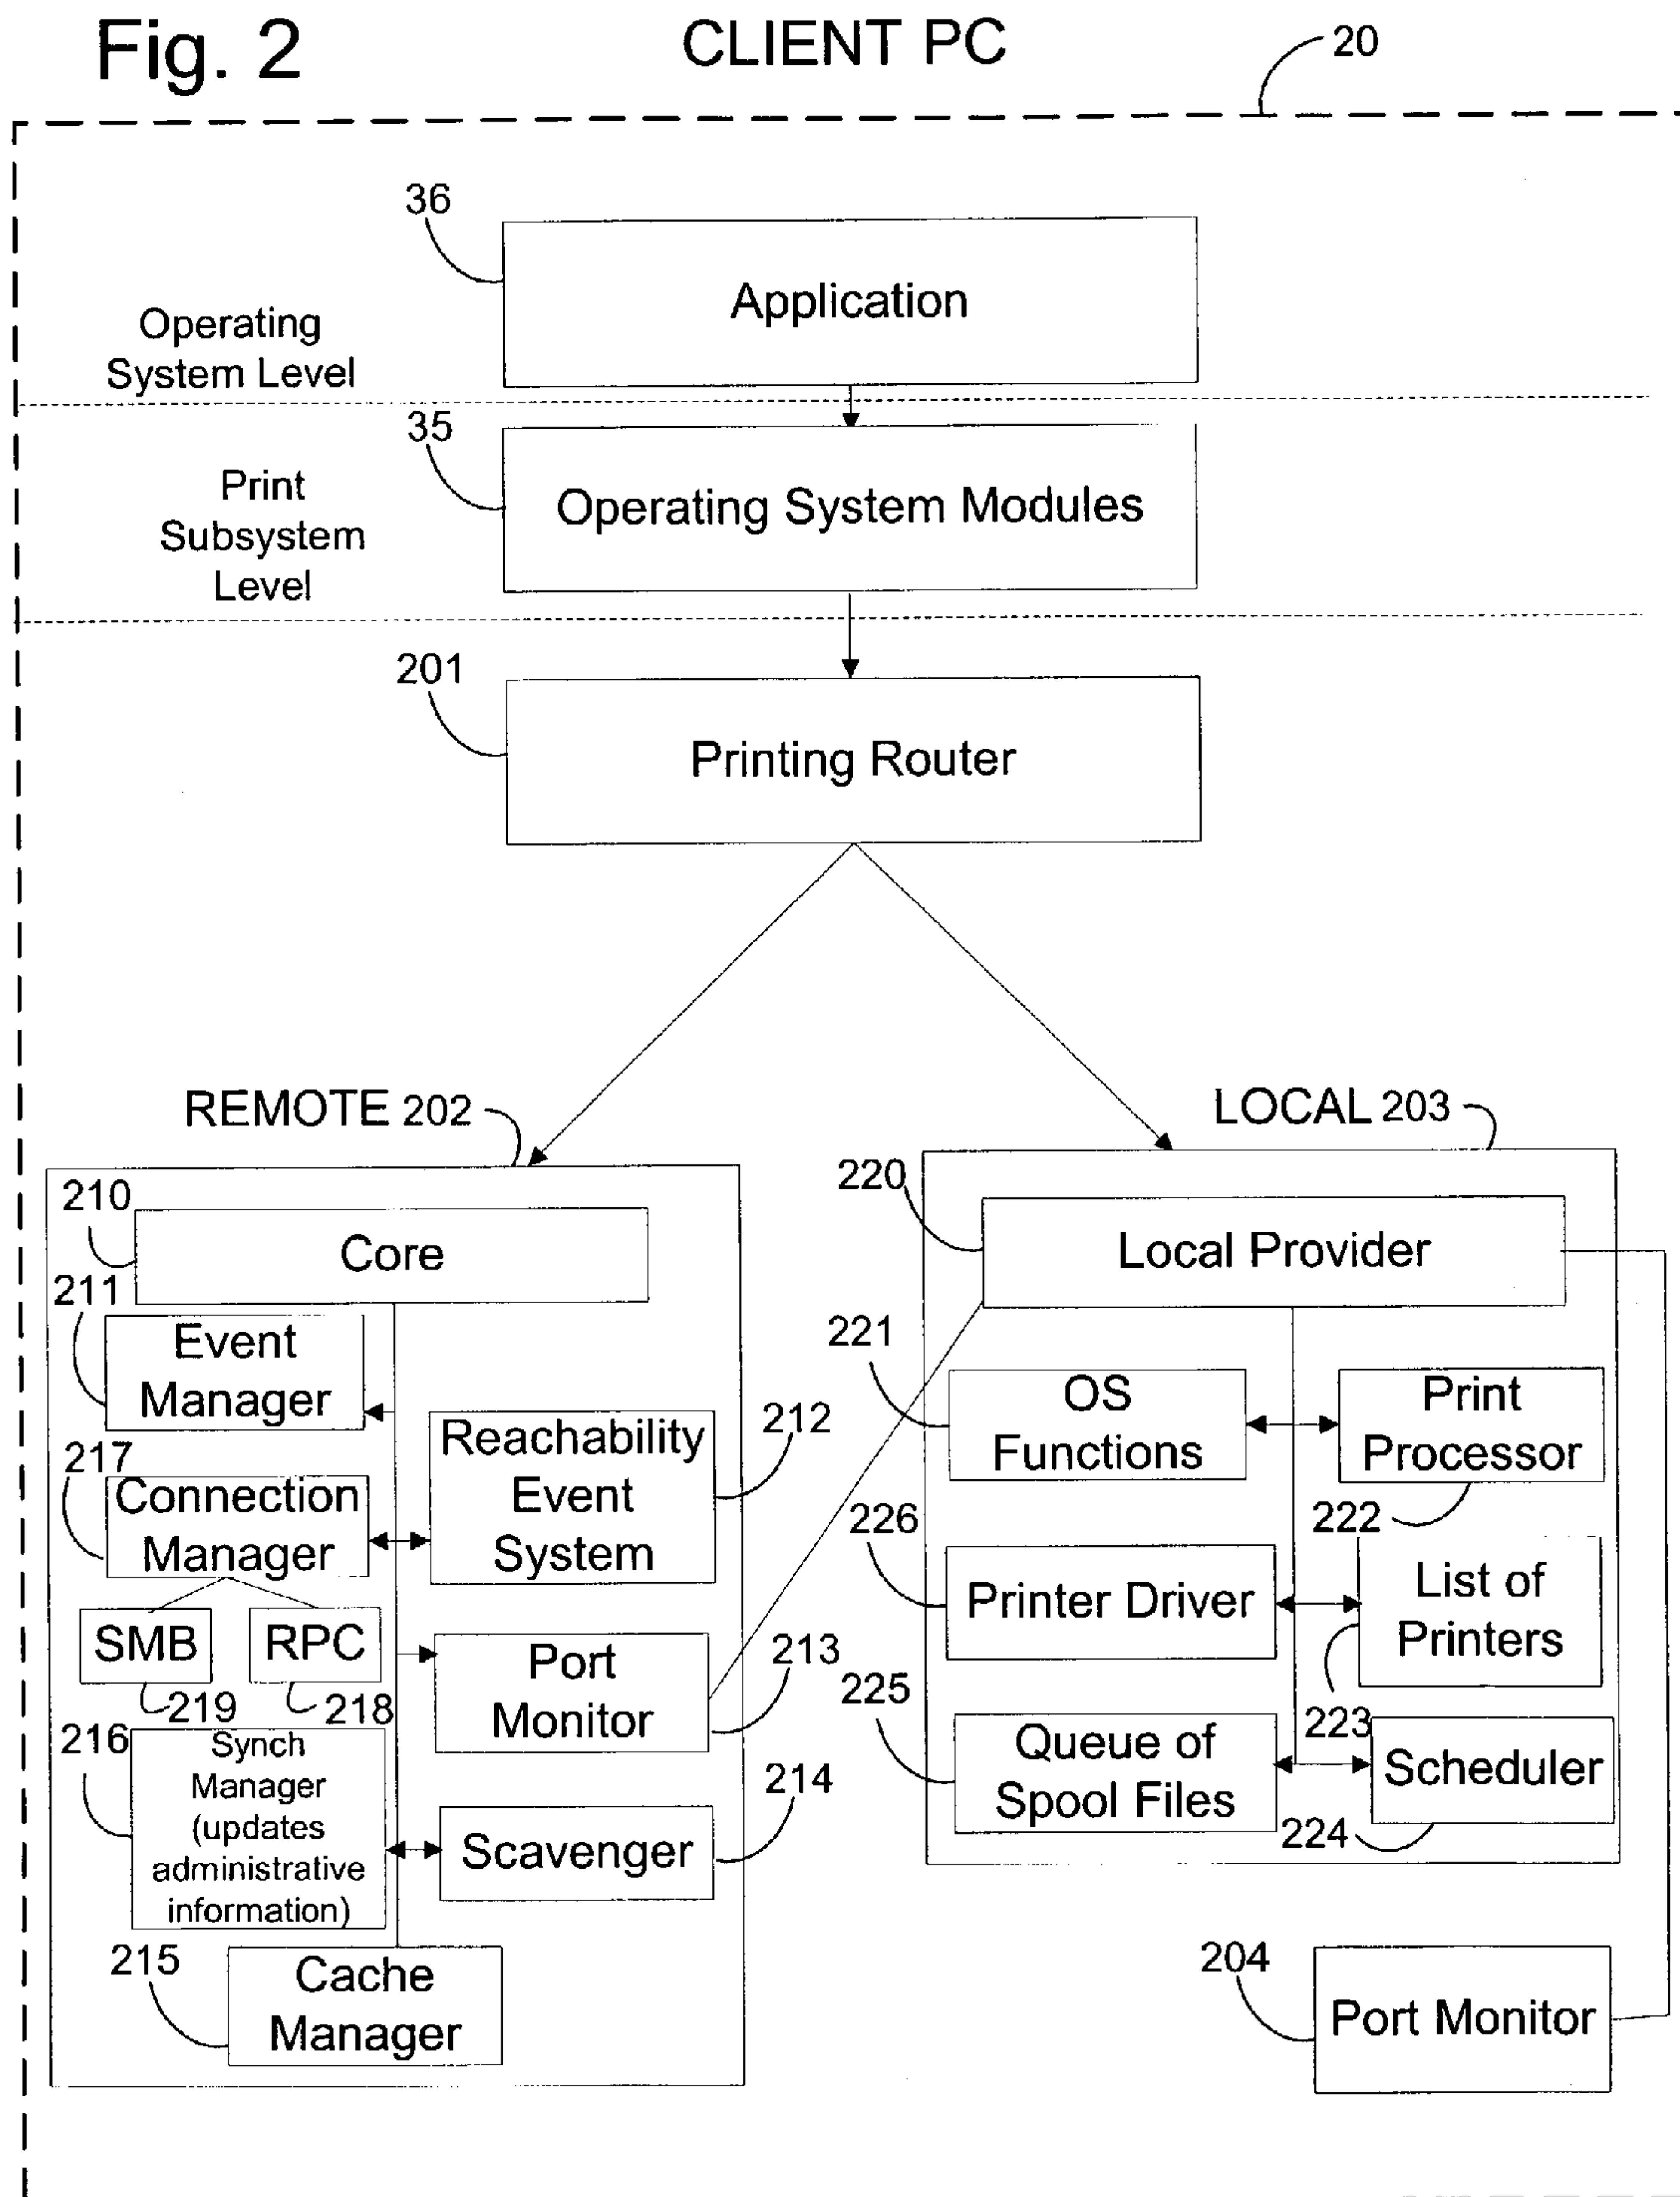 Fig. 2
CLIENT PC
20
36
Application
Operating
System Level
35
Operating System Modules
Print
Subsystem
Level
201
Printing Router
REMOTE 202
LOCAL 203
210
Core
211
Event
Manager
212
Reachability
Event
System
217
Connection
Manager
SMB
RPC
219
218
213
Port
Monitor
216
Synch
Manager
(updates
administrative
information)
214
Scavenger
215
Cache
Manager
220
Local Provider
221
OS
Functions
Print
Processor
222
226
Printer Driver
List of
Printers
223
225
Queue of
Spool Files
Scheduler
224
204
Port Monitor